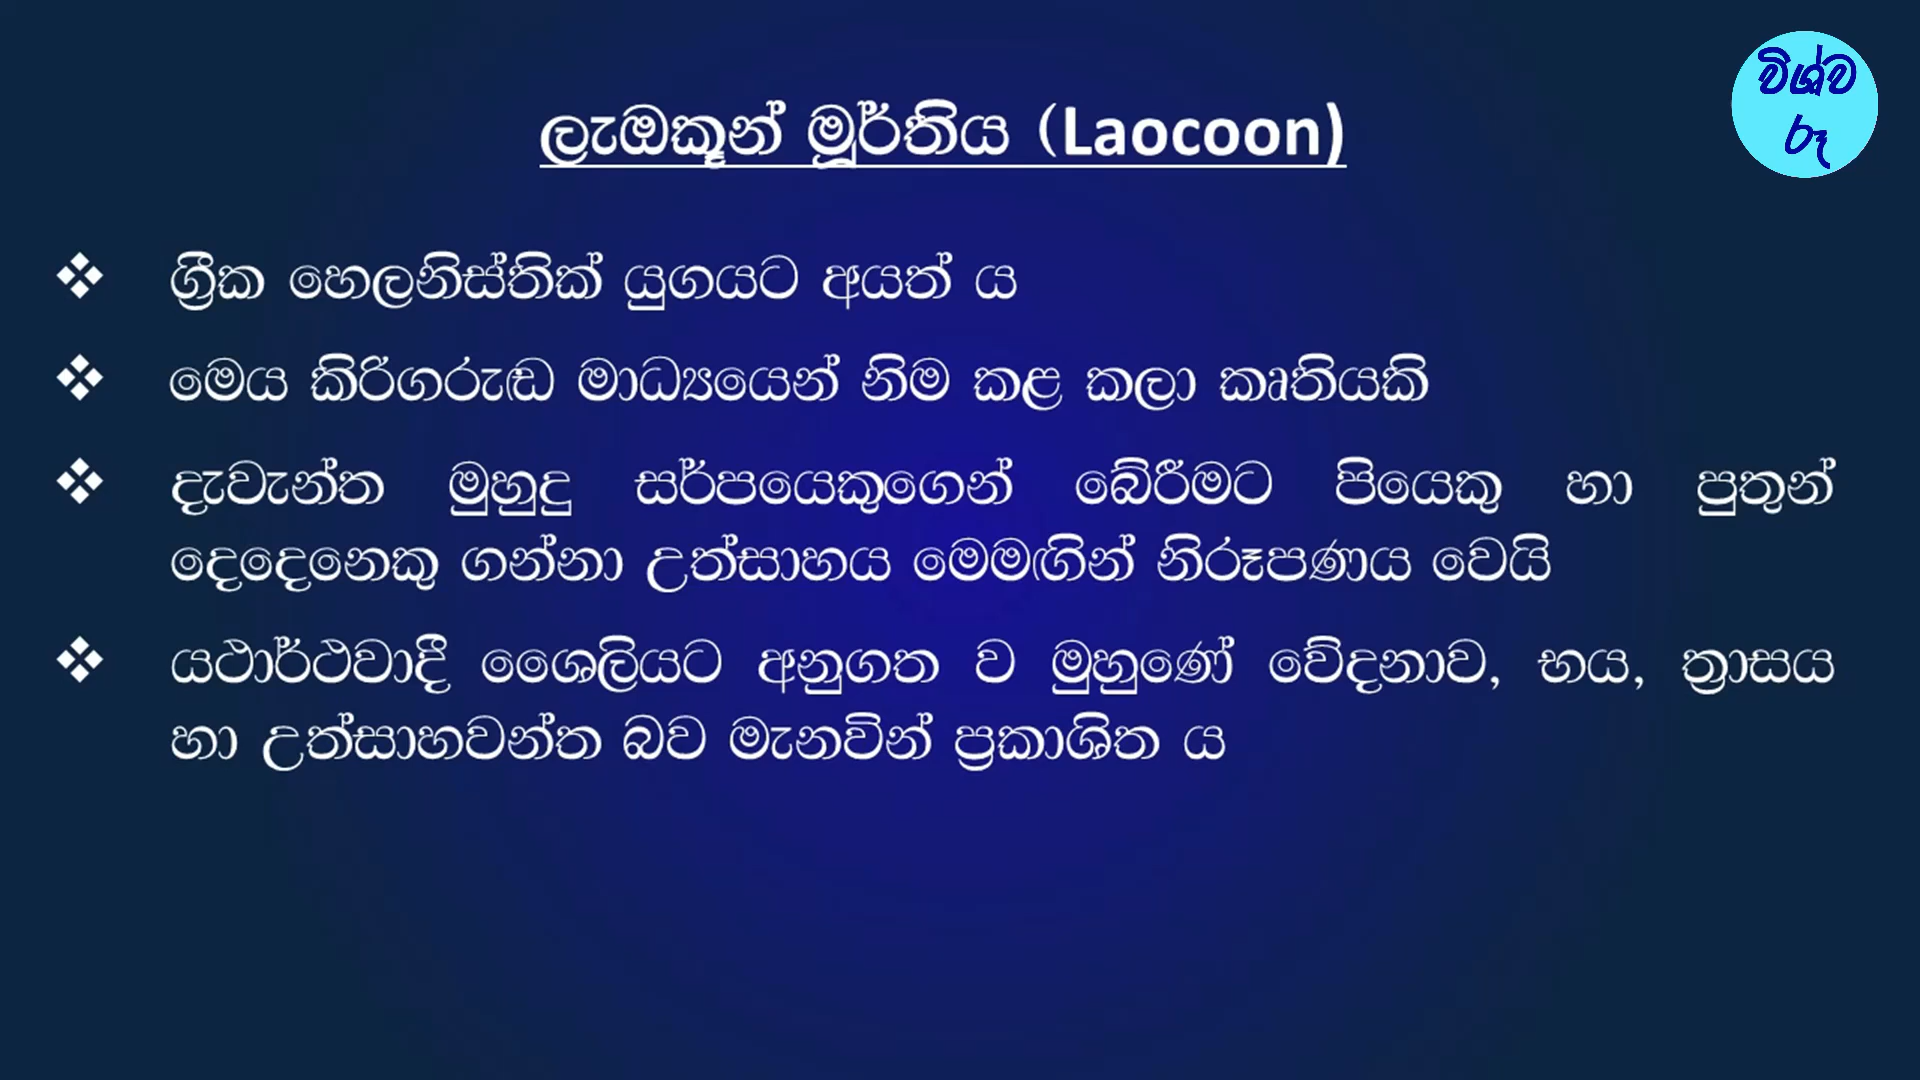 විශ්ව
රූ
ලැඔකූන් මූර්තිය (Laocoon)
❖ ග්‍රීක හෙලනිස්තික් යුගයට අයත් ය
❖ මෙය කිරිගරුඬ මාධ්‍යයෙන් නිම කළ කලා කෘතියකි
❖ දැවැන්ත මුහුදු සර්පයෙකුගෙන් බේරීමට පියෙකු හා පුතුන්
දෙදෙනෙකු ගන්නා උත්සාහය මෙමඟින් නිරූපණය වෙයි
❖ යථාර්ථවාදී ශෛලියට අනුගත ව මුහුණේ වේදනාව, භය, ත්‍රාසය
හා උත්සාහවන්ත බව මැනවින් ප්‍රකාශිත ය